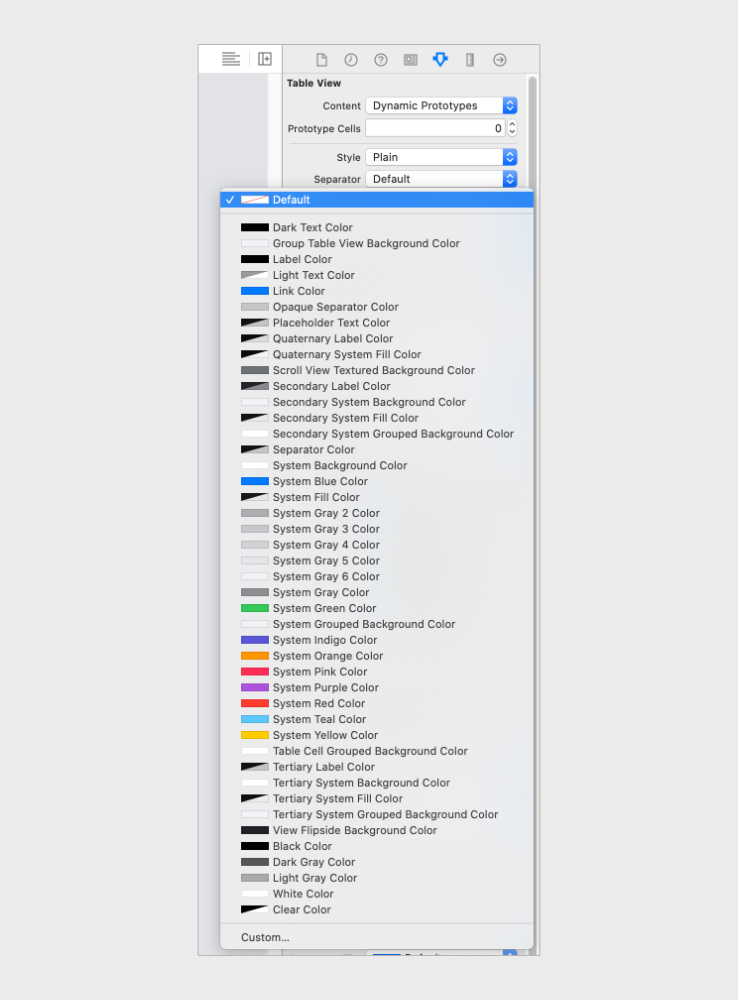 Table View
Content Dynamic Prototypes
Prototype Cells 0
Style Plain
Separator Default
Default
Dark Text Color
Group Table View Background Color
Label Color
Light Text Color
Link Color
Opaque Separator Color
Placeholder Text Color
Quaternary Label Color
Quaternary System Fill Color
Scroll View Textured Background Color
Secondary Label Color
Secondary System Background Color
Secondary System Fill Color
Secondary System Grouped Background Color
Separator Color
System Background Color
System Blue Color
System Fill Color
System Gray 2 Color
System Gray 3 Color
System Gray 4 Color
System Gray 5 Color
System Gray 6 Color
System Gray Color
System Green Color
System Grouped Background Color
System Indigo Color
System Orange Color
System Pink Color
System Purple Color
System Red Color
System Teal Color
System Yellow Color
Table Cell Grouped Background Color
Tertiary Label Color
Tertiary System Background Color
Tertiary System Fill Color
Tertiary System Grouped Background Color
View Flipside Background Color
Black Color
Dark Gray Color
Light Gray Color
White Color
Clear Color
Custom...